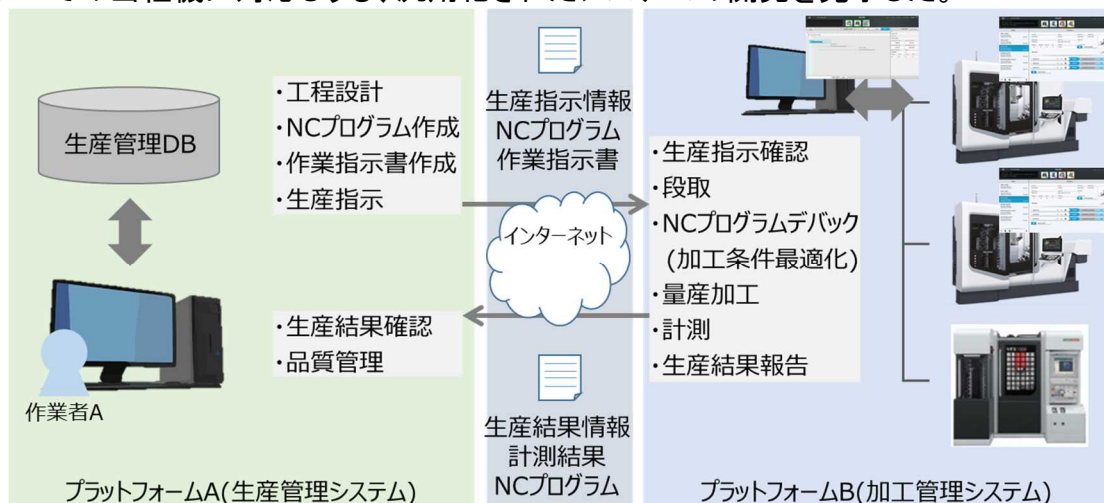 生産管理DB
作業者A
プラットフォームA(生産管理システム)
・工程設計
・NCプログラム作成
・作業指示書作成
・生産指示
・生産結果確認
・品質管理
生産指示情報
NCプログラム
作業指示書
インターネット
生産結果情報
計測結果
NCプログラム
・生産指示確認
・段取
・NCプログラムデバック
(加工条件最適化)
・量産加工
・計測
・生産結果報告
プラットフォームB(加工管理システム)